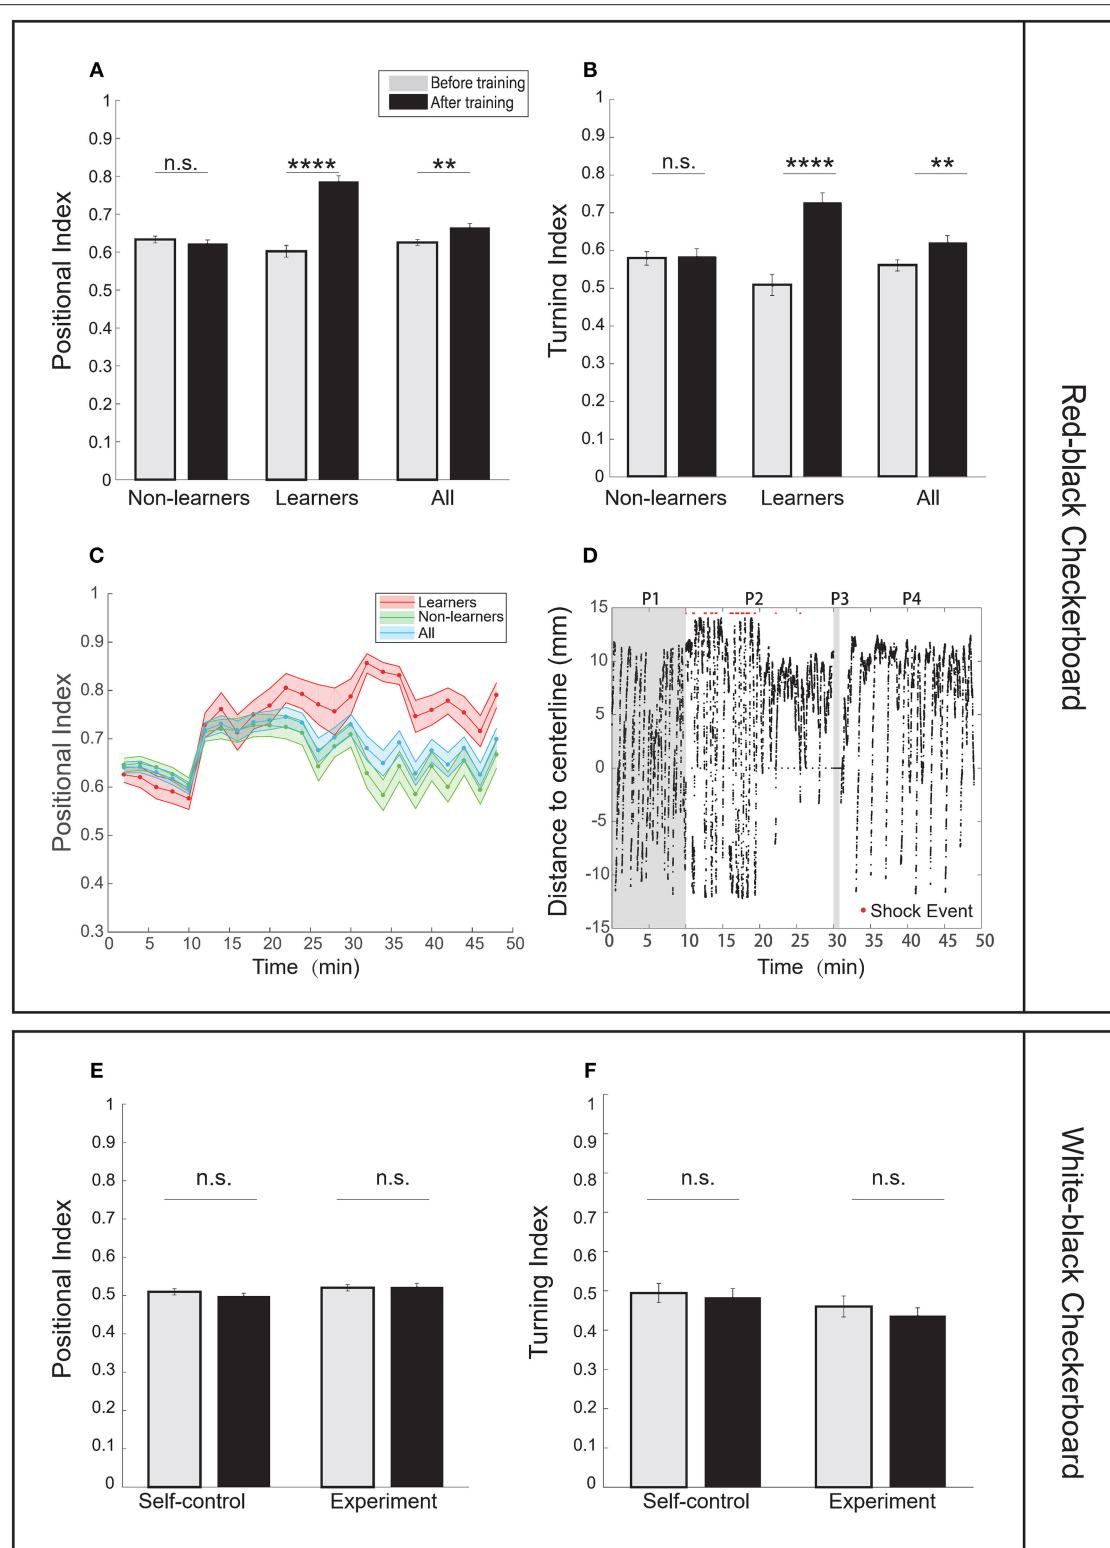 A
Before training
After training
1
0.9
0.8
0.7
0.6
0.5
0.4
0.3
0.2
0.1
0
Positional Index
n.s.
****
**
Non-learners
Learners
All
B
1
0.9
0.8
0.7
0.6
0.5
0.4
0.3
0.2
0.1
0
Turning Index
n.s.
****
**
Non-learners
Learners
All
Red-black Checkerboard
C
Learners
Non-learners
All
1
0.9
0.8
0.7
0.6
0.5
0.4
0.3
Positional Index
0 5 10 15 20 25 30 35 40 45 50
Time (min)
D
P1 P2 P3 P4
15
10
5
0
-5
-10
-15
Distance to centerline (mm)
Shock Event
0 5 10 15 20 25 30 35 40 45 50
Time (min)
E
1
0.9
0.8
0.7
0.6
0.5
0.4
0.3
0.2
0.1
0
Positional Index
n.s.
n.s.
Self-control
Experiment
F
1
0.9
0.8
0.7
0.6
0.5
0.4
0.3
0.2
0.1
0
Turning Index
n.s.
n.s.
Self-control
Experiment
White-black Checkerboard